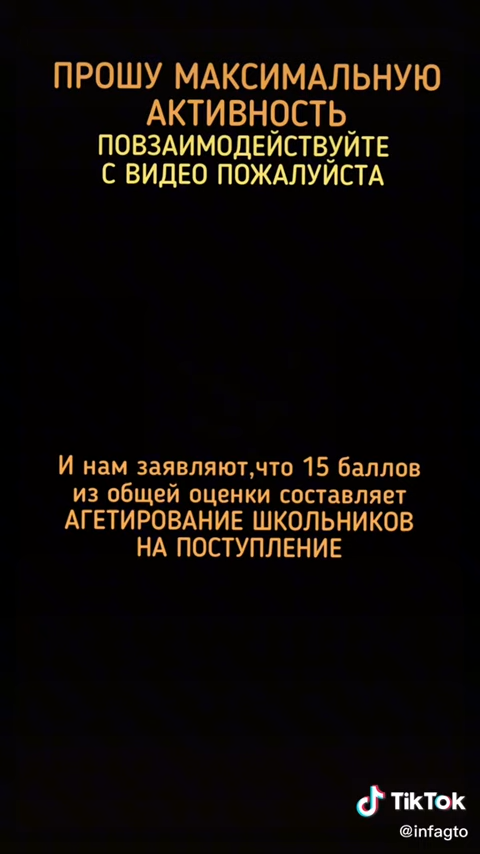 ПРОШУ МАКСИМАЛЬНУЮ
АКТИВНОСТЬ
ПОВЗАИМОДЕЙСТВУЙТЕ
С ВИДЕО ПОЖАЛУЙСТА
И нам заявляют,что 15 баллов
из общей оценки составляет
АГЕТИРОВАНИЕ ШКОЛЬНИКОВ
НА ПОСТУПЛЕНИЕ
TikTok
@infagto